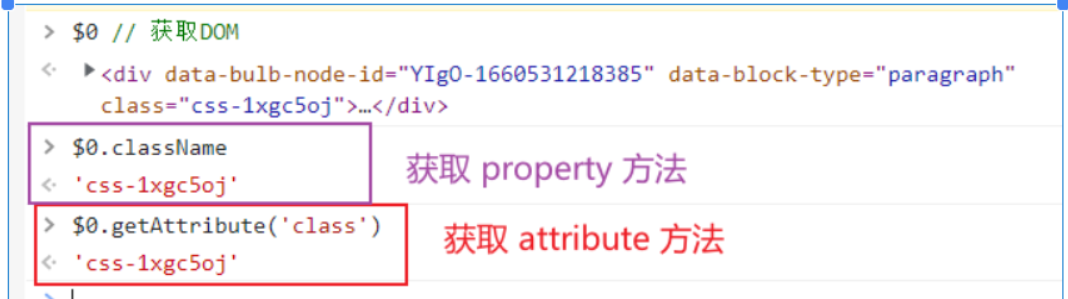 > $0 // 获取DOM
<div data-bulb-node-id="YIgO-1660531218385" data-block-type="paragraph"
class="css-1xgc5oj">…</div>
> $0.className
获取 property 方法
'css-1xgc5oj'
> $0.getAttribute('class')
获取 attribute 方法
'css-1xgc5oj'
>